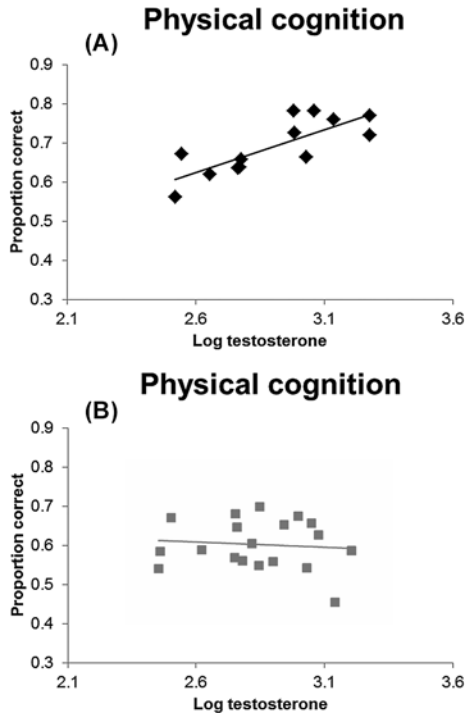 Physical cognition
(A)
Proportion correct
0.9
0.8
0.7
0.6
0.5
0.4
0.3
2.1 2.6 3.1 3.6
Log testosterone
Physical cognition
(B)
Proportion correct
0.9
0.8
0.7
0.6
0.5
0.4
0.3
2.1 2.6 3.1 3.6
Log testosterone